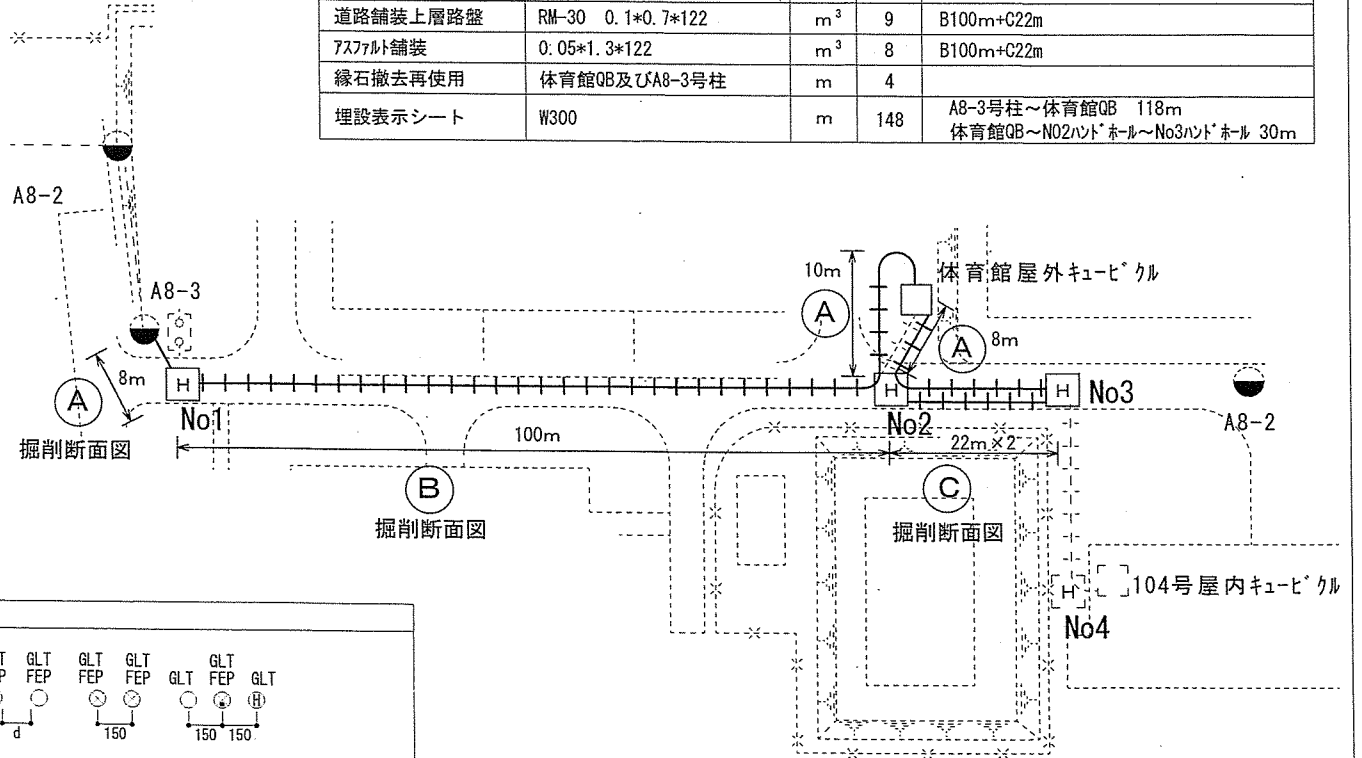 道路舗装上層路盤 RM-30 0.1*0.7*122 m³ 9 B100m+C22m
アスファルト舗装 0.05*1.3*122 m³ 8 B100m+C22m
縁石撤去再使用 体育館QB及びA8-3号柱 m 4
埋設表示シート W300 m 148 A8-3号柱～体育館QB 118m
体育館QB～NO2ハンドホール～No3ハンドホール 30m
A8-2
A8-3
10m
体育館屋外キュービクル
A
A
8m
8m
A
H
No1
H
No2
H
No3
A8-2
掘削断面図
100m
22m×2
B
掘削断面図
C
掘削断面図
104号屋内キュービクル
H
No4
GLT GLT GLT GLT
FEP FEP FEP GLT FEP GLT
H
d 150 150 150